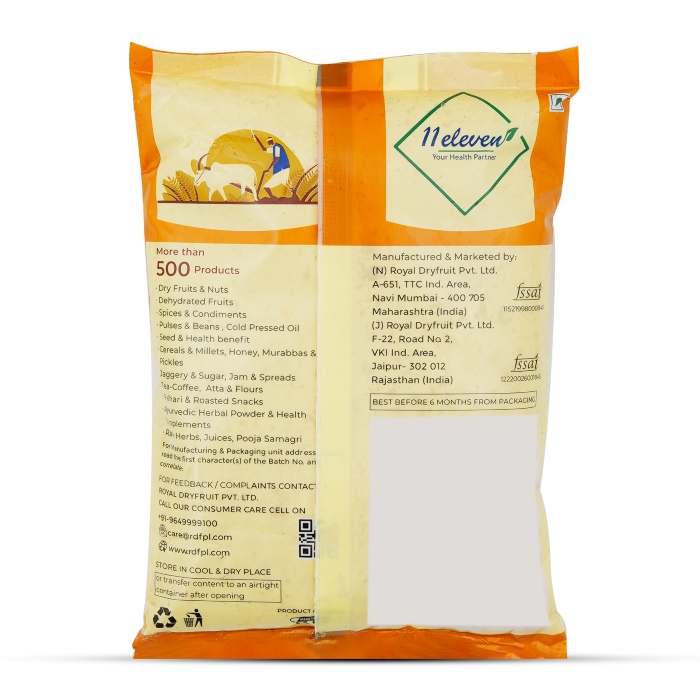 More than
500 Products
Dry Fruits & Nuts
Dehydrated Fruits
Spices & Condiments
Pulses & Beans , Cold Pressed Oil
Seed & Health benefit
Cereals & Millets, Honey, Murabbas &
Pickles
Jaggery & Sugar, Jam & Spreads
Tea-Coffee, Atta & Flours
& Roasted Snacks
Ayurvedic Herbal Powder & Health
Herbs, Juices, Pooja Samagri
For Manufacturing & Packaging unit address
read the first character(s) of the Batch No. an
correlate:
FOR FEEDBACK / COMPLAINTS CONTACT
ROYAL DRYFRUIT PVT. LTD.
CALL OUR CONSUMER CARE CELL ON
+91-9649999100
care@rdfpl.com
www.rdfpl.com
STORE IN COOL & DRY PLACE
or transfer content to an airtight
container after opening
PRODUCT
11 eleven
Your Health Partner
Manufactured & Marketed by:
(N) Royal Dryfruit Pvt. Ltd.
A-651, TTC Ind. Area,
Navi Mumbai - 400 705
Maharashtra (India)
fssai
(J) Royal Dryfruit Pvt. Ltd.
F-22, Road No 2,
VKI Ind. Area,
Jaipur- 302 012
Rajasthan (India)
fssai
BEST BEFORE 6 MONTHS FROM PACKAGING